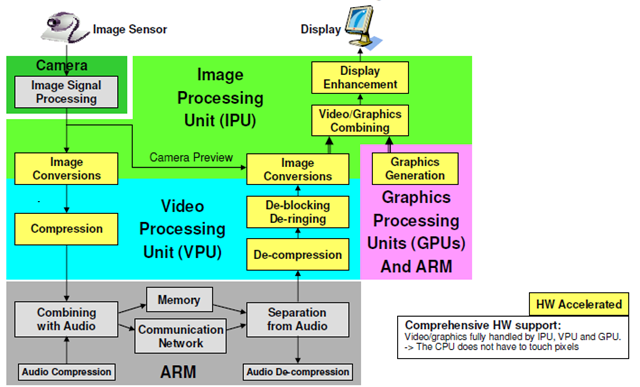 Image Sensor
Display
Camera
Image Signal
Processing
Image
Processing
Unit (IPU)
Display
Enhancement
Video/Graphics
Combining
Camera Preview
Image
Conversions
Image
Conversions
Graphics
Generation
Compression
Video
Processing
Unit (VPU)
De-blocking
De-ringing
De-compression
Graphics
Processing
Units (GPUs)
And ARM
Combining
with Audio
Memory
Communication
Network
Separation
from Audio
Audio Compression
ARM
Audio De-compression
HW Accelerated
Comprehensive HW support:
Video/graphics fully handled by IPU, VPU and GPU.
-> The CPU does not have to touch pixels